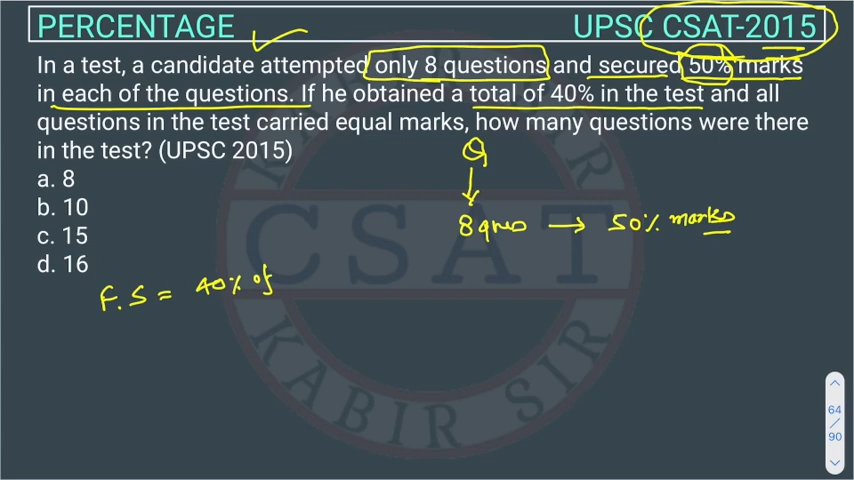 PERCENTAGE
UPSC CSAT-2015
In a test, a candidate attempted only 8 questions and secured 50% marks
in each of the questions. If he obtained a total of 40% in the test and all
questions in the test carried equal marks, how many questions were there
in the test? (UPSC 2015)
a. 8
b. 10
c. 15
d. 16
Q
8 ques → 50% marks
F.S = 40% of
CSAT
KABIR SIR
64
/
90